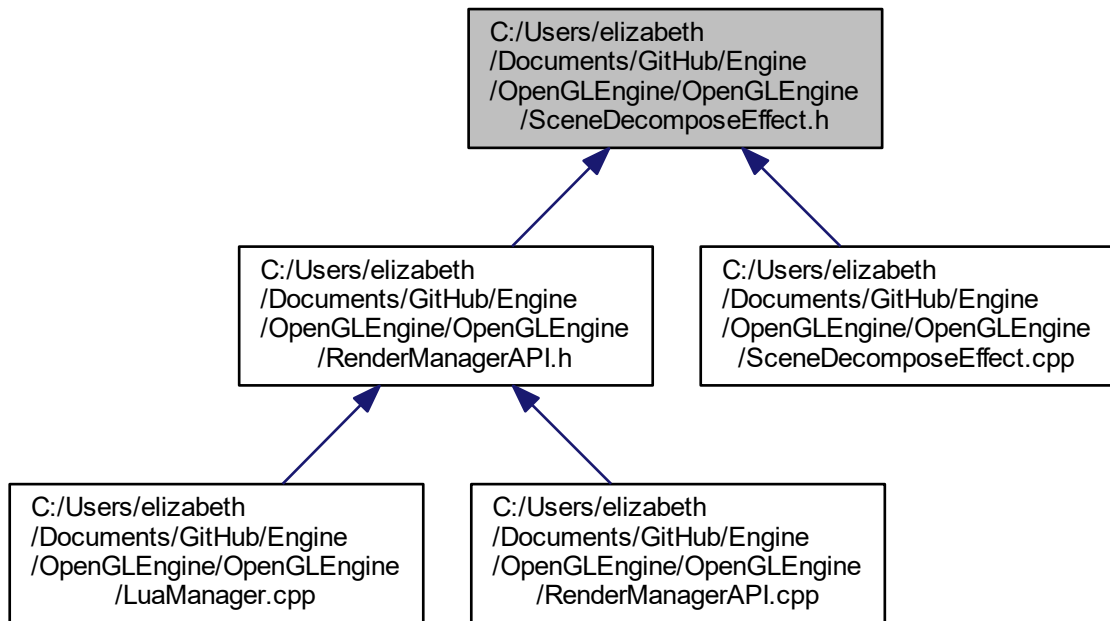 C:/Users/elizabeth
/Documents/GitHub/Engine
/OpenGLEngine/OpenGLEngine
/SceneDecomposeEffect.h
C:/Users/elizabeth
/Documents/GitHub/Engine
/OpenGLEngine/OpenGLEngine
/RenderManagerAPI.h
C:/Users/elizabeth
/Documents/GitHub/Engine
/OpenGLEngine/OpenGLEngine
/SceneDecomposeEffect.cpp
C:/Users/elizabeth
/Documents/GitHub/Engine
/OpenGLEngine/OpenGLEngine
/LuaManager.cpp
C:/Users/elizabeth
/Documents/GitHub/Engine
/OpenGLEngine/OpenGLEngine
/RenderManagerAPI.cpp